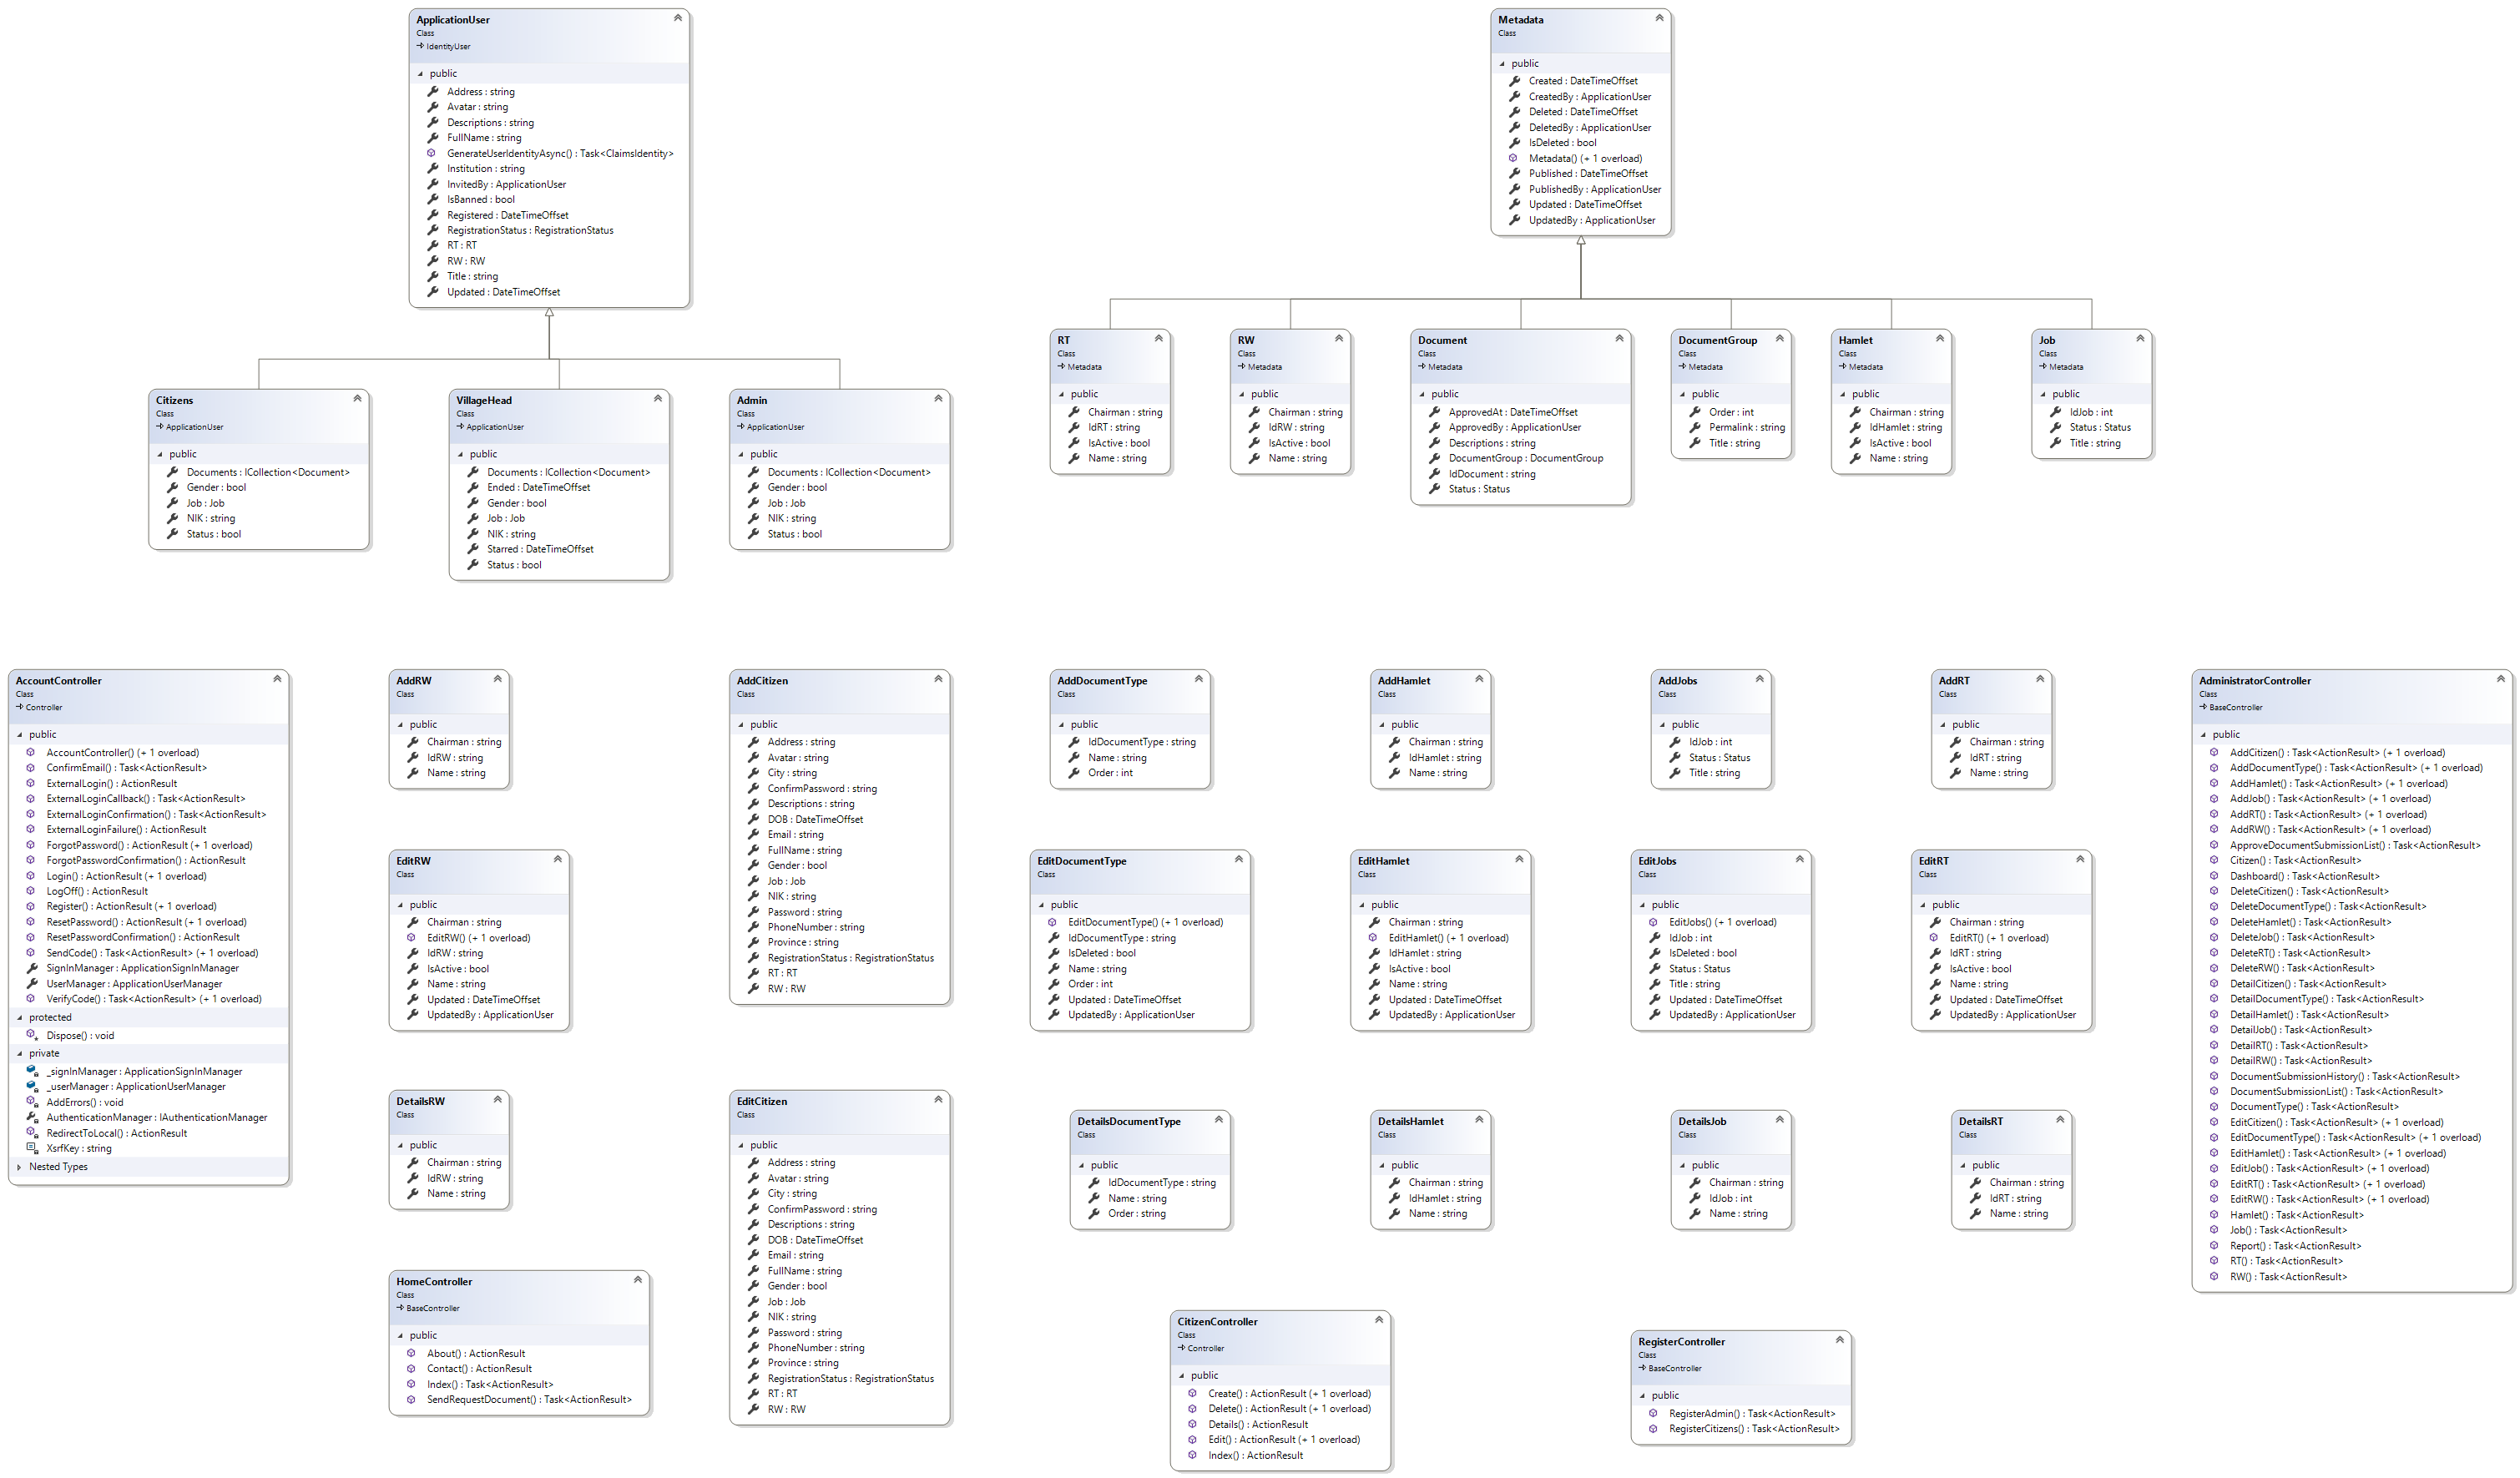 ApplicationUser
Class
IdentityUser
public
Address : string
Avatar : string
Descriptions : string
FullName : string
GenerateUserIdentityAsync() : Task<ClaimsIdentity>
Institution : string
InvitedBy : ApplicationUser
IsBanned : bool
Registered : DateTimeOffset
RegistrationStatus : RegistrationStatus
RT : RT
RW : RW
Title : string
Updated : DateTimeOffset
Metadata
Class
public
Created : DateTimeOffset
CreatedBy : ApplicationUser
Deleted : DateTimeOffset
DeletedBy : ApplicationUser
IsDeleted : bool
Metadata() (+ 1 overload)
Published : DateTimeOffset
PublishedBy : ApplicationUser
Updated : DateTimeOffset
UpdatedBy : ApplicationUser
Citizens
Class
ApplicationUser
public
Documents : ICollection<Document>
Gender : bool
Job : Job
NIK : string
Status : bool
VillageHead
Class
ApplicationUser
public
Documents : ICollection<Document>
Ended : DateTimeOffset
Gender : bool
Job : Job
NIK : string
Starred : DateTimeOffset
Status : bool
Admin
Class
ApplicationUser
public
Documents : ICollection<Document>
Gender : bool
Job : Job
NIK : string
Status : bool
RT
Class
Metadata
public
Chairman : string
IdRT : string
IsActive : bool
Name : string
RW
Class
Metadata
public
Chairman : string
IdRW : string
IsActive : bool
Name : string
Document
Class
Metadata
public
ApprovedAt : DateTimeOffset
ApprovedBy : ApplicationUser
Descriptions : string
DocumentGroup : DocumentGroup
IdDocument : string
Status : Status
DocumentGroup
Class
Metadata
public
Order : int
Permalink : string
Title : string
Hamlet
Class
Metadata
public
Chairman : string
IdHamlet : string
IsActive : bool
Name : string
Job
Class
Metadata
public
IdJob : int
Status : Status
Title : string
AccountController
Class
Controller
public
AccountController() (+ 1 overload)
ConfirmEmail() : Task<ActionResult>
ExternalLogin() : ActionResult
ExternalLoginCallback() : Task<ActionResult>
ExternalLoginConfirmation() : Task<ActionResult>
ExternalLoginFailure() : ActionResult
ForgotPassword() : ActionResult (+ 1 overload)
ForgotPasswordConfirmation() : ActionResult
Login() : ActionResult (+ 1 overload)
LogOff() : ActionResult
Register() : ActionResult (+ 1 overload)
ResetPassword() : ActionResult (+ 1 overload)
ResetPasswordConfirmation() : ActionResult
SendCode() : Task<ActionResult> (+ 1 overload)
SignInManager : ApplicationSignInManager
UserManager : ApplicationUserManager
VerifyCode() : Task<ActionResult> (+ 1 overload)
protected
Dispose() : void
private
_signInManager : ApplicationSignInManager
_userManager : ApplicationUserManager
AddErrors() : void
AuthenticationManager : IAuthenticationManager
RedirectToLocal() : ActionResult
XsrfKey : string
Nested Types
AddRW
Class
public
Chairman : string
IdRW : string
Name : string
AddCitizen
Class
public
Address : string
Avatar : string
City : string
ConfirmPassword : string
Descriptions : string
DOB : DateTimeOffset
Email : string
FullName : string
Gender : bool
Job : Job
NIK : string
Password : string
PhoneNumber : string
Province : string
RegistrationStatus : RegistrationStatus
RT : RT
RW : RW
AddDocumentType
Class
public
IdDocumentType : string
Name : string
Order : int
AddHamlet
Class
public
Chairman : string
IdHamlet : string
Name : string
AddJobs
Class
public
IdJob : int
Status : Status
Title : string
AddRT
Class
public
Chairman : string
IdRT : string
Name : string
AdministratorController
Class
BaseController
public
AddCitizen() : Task<ActionResult> (+ 1 overload)
AddDocumentType() : Task<ActionResult> (+ 1 overload)
AddHamlet() : Task<ActionResult> (+ 1 overload)
AddJob() : Task<ActionResult> (+ 1 overload)
AddRT() : Task<ActionResult> (+ 1 overload)
AddRW() : Task<ActionResult> (+ 1 overload)
ApproveDocumentSubmissionList() : Task<ActionResult>
Citizen() : Task<ActionResult>
Dashboard() : Task<ActionResult>
DeleteCitizen() : Task<ActionResult>
DeleteDocumentType() : Task<ActionResult>
DeleteHamlet() : Task<ActionResult>
DeleteJob() : Task<ActionResult>
DeleteRT() : Task<ActionResult>
DeleteRW() : Task<ActionResult>
DetailCitizen() : Task<ActionResult>
DetailDocumentType() : Task<ActionResult>
DetailHamlet() : Task<ActionResult>
DetailJob() : Task<ActionResult>
DetailRT() : Task<ActionResult>
DetailRW() : Task<ActionResult>
DocumentSubmissionHistory() : Task<ActionResult>
DocumentSubmissionList() : Task<ActionResult>
DocumentType() : Task<ActionResult>
EditCitizen() : Task<ActionResult> (+ 1 overload)
EditDocumentType() : Task<ActionResult> (+ 1 overload)
EditHamlet() : Task<ActionResult> (+ 1 overload)
EditJob() : Task<ActionResult> (+ 1 overload)
EditRT() : Task<ActionResult> (+ 1 overload)
EditRW() : Task<ActionResult> (+ 1 overload)
Hamlet() : Task<ActionResult>
Job() : Task<ActionResult>
Report() : Task<ActionResult>
RT() : Task<ActionResult>
RW() : Task<ActionResult>
EditRW
Class
public
Chairman : string
EditRW() (+ 1 overload)
IdRW : string
IsActive : bool
Name : string
Updated : DateTimeOffset
UpdatedBy : ApplicationUser
EditDocumentType
Class
public
EditDocumentType() (+ 1 overload)
IdDocumentType : string
IsDeleted : bool
Name : string
Order : int
Updated : DateTimeOffset
UpdatedBy : ApplicationUser
EditHamlet
Class
public
Chairman : string
EditHamlet() (+ 1 overload)
IdHamlet : string
IsActive : bool
Name : string
Updated : DateTimeOffset
UpdatedBy : ApplicationUser
EditJobs
Class
public
EditJobs() (+ 1 overload)
IdJob : int
IsDeleted : bool
Status : Status
Title : string
Updated : DateTimeOffset
UpdatedBy : ApplicationUser
EditRT
Class
public
Chairman : string
EditRT() (+ 1 overload)
IdRT : string
IsActive : bool
Name : string
Updated : DateTimeOffset
UpdatedBy : ApplicationUser
DetailsRW
Class
public
Chairman : string
IdRW : string
Name : string
EditCitizen
Class
public
Address : string
Avatar : string
City : string
ConfirmPassword : string
Descriptions : string
DOB : DateTimeOffset
Email : string
FullName : string
Gender : bool
Job : Job
NIK : string
Password : string
PhoneNumber : string
Province : string
RegistrationStatus : RegistrationStatus
RT : RT
RW : RW
DetailsDocumentType
Class
public
IdDocumentType : string
Name : string
Order : string
DetailsHamlet
Class
public
Chairman : string
IdHamlet : string
Name : string
DetailsJob
Class
public
Chairman : string
IdJob : int
Name : string
DetailsRT
Class
public
Chairman : string
IdRT : string
Name : string
HomeController
Class
BaseController
public
About() : ActionResult
Contact() : ActionResult
Index() : Task<ActionResult>
SendRequestDocument() : Task<ActionResult>
CitizenController
Class
Controller
public
Create() : ActionResult (+ 1 overload)
Delete() : ActionResult (+ 1 overload)
Details() : ActionResult
Edit() : ActionResult (+ 1 overload)
Index() : ActionResult
RegisterController
Class
BaseController
public
RegisterAdmin() : Task<ActionResult>
RegisterCitizens() : Task<ActionResult>